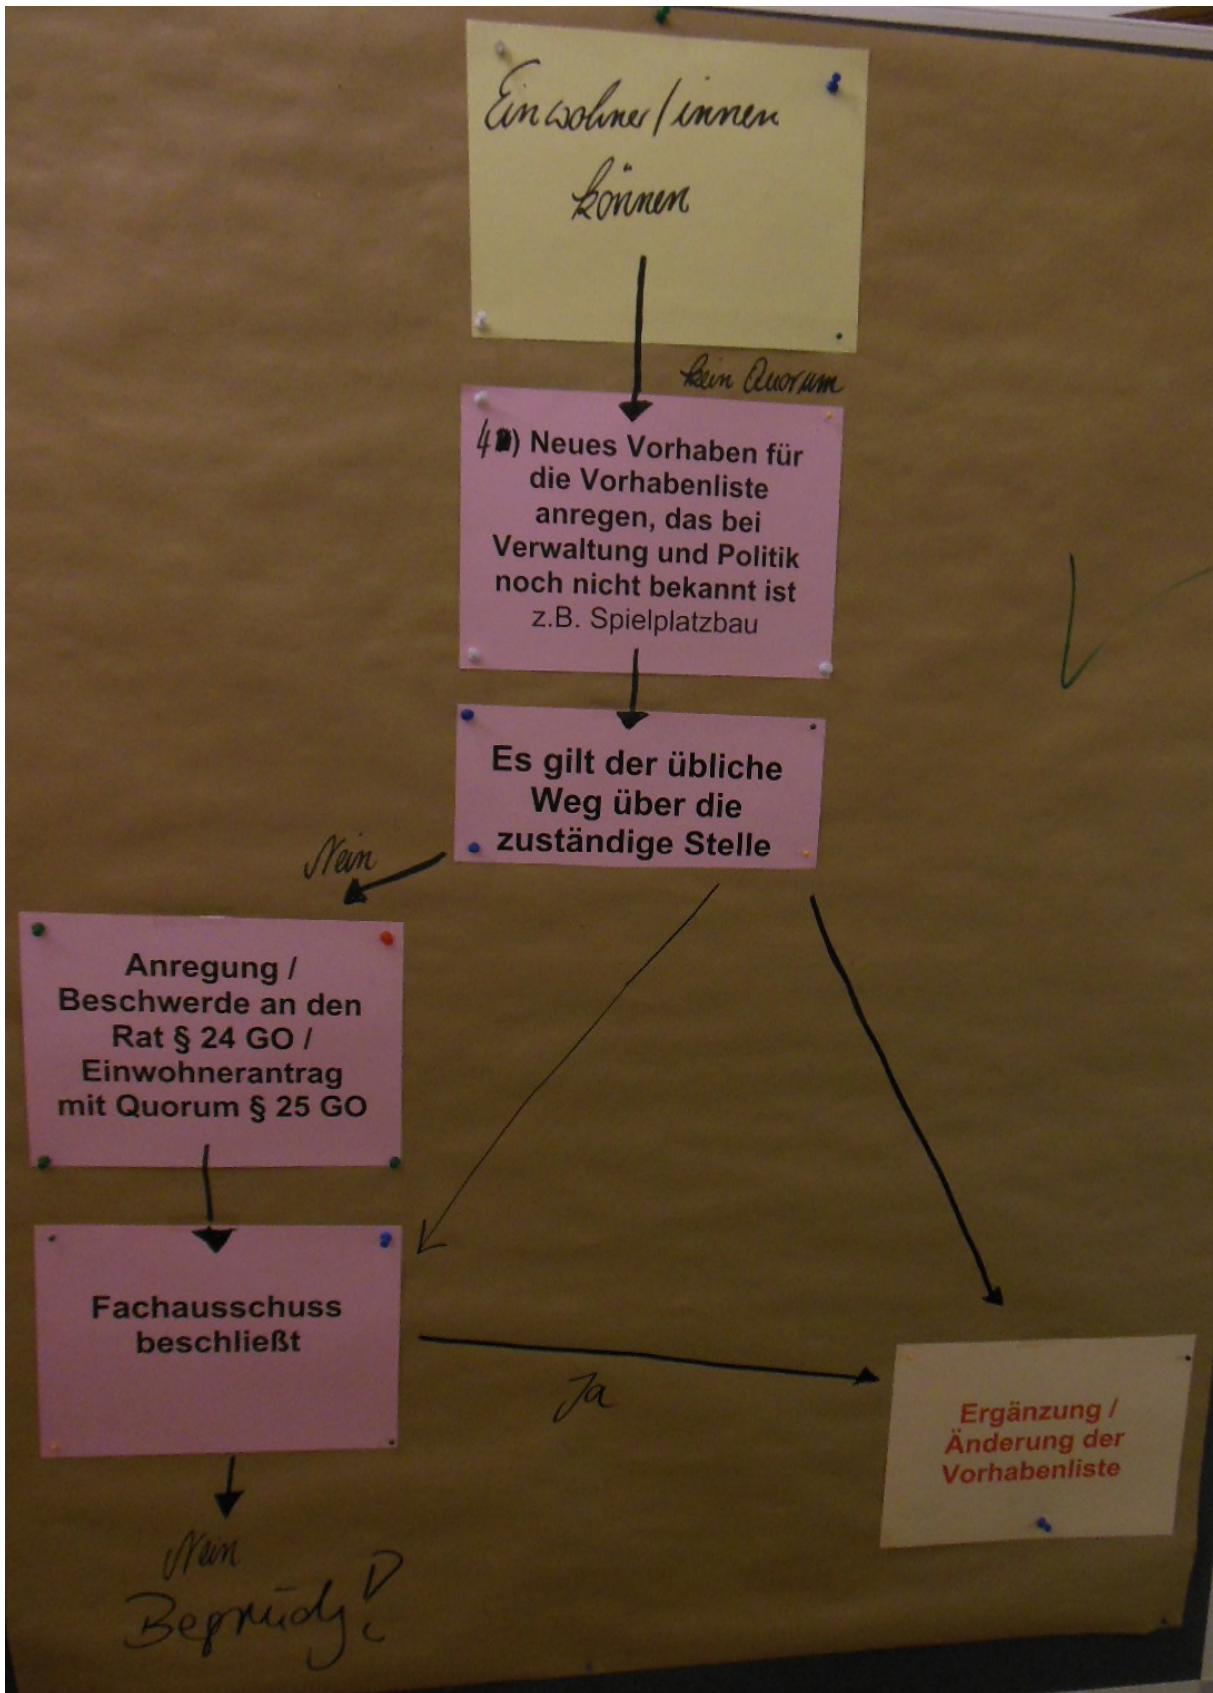 Einwohner/innen
können
kein Quorum
4) Neues Vorhaben für
die Vorhabenliste
anregen, das bei
Verwaltung und Politik
noch nicht bekannt ist
z.B. Spielplatzbau
Es gilt der übliche
Weg über die
zuständige Stelle
Nein
Anregung /
Beschwerde an den
Rat § 24 GO /
Einwohnerantrag
mit Quorum § 25 GO
Fachausschuss
beschließt
Ja
Ergänzung /
Änderung der
Vorhabenliste
Nein